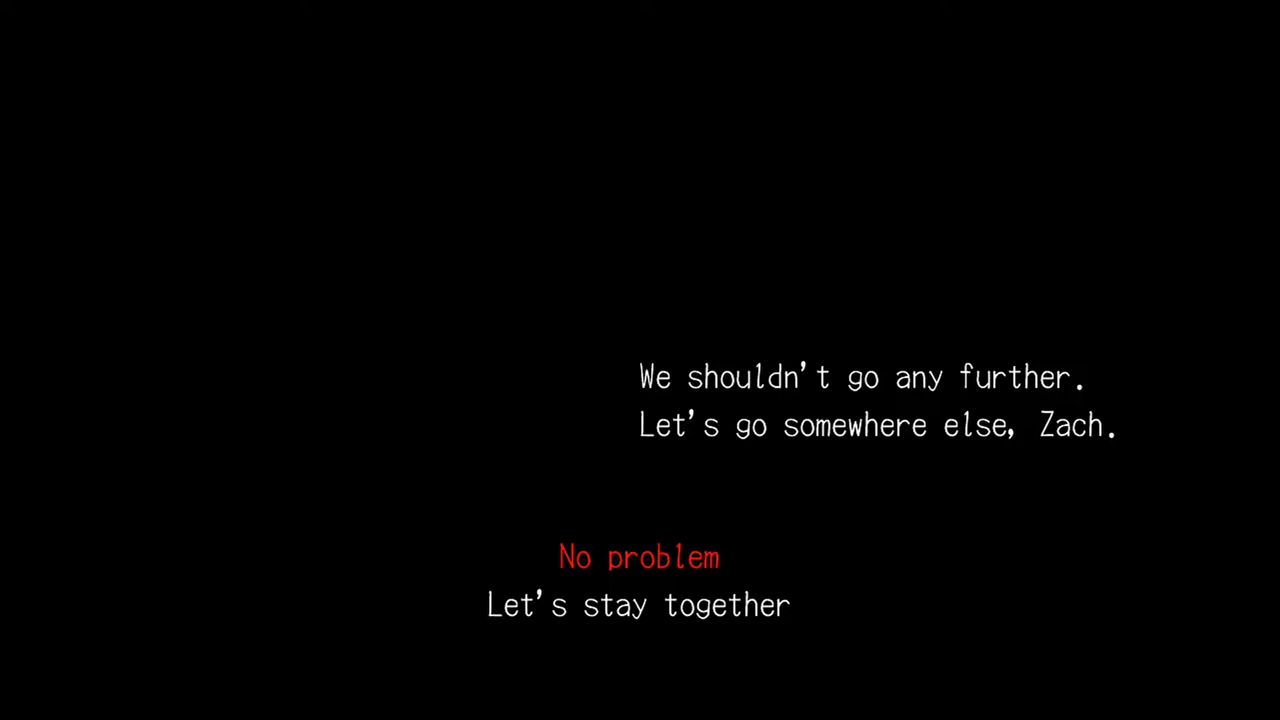 We shouldn't go any further.
Let's go somewhere else, Zach.
No problem
Let's stay together